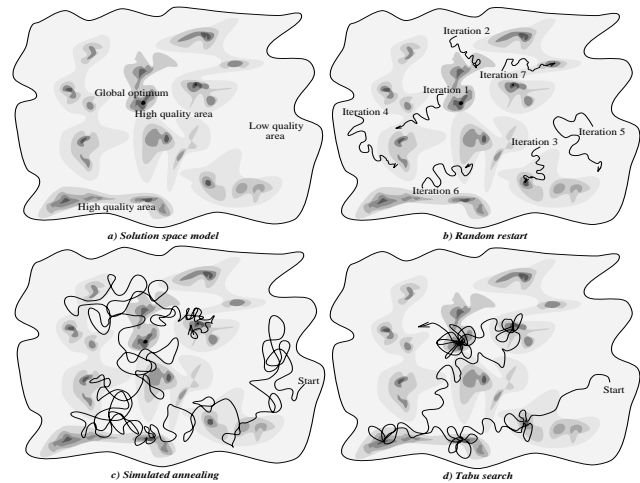 Global optimum
High quality area
Low quality
area
High quality area
a) Solution space model
Iteration 2
Iteration 7
Iteration 1
Iteration 4
Iteration 3
Iteration 5
Iteration 6
b) Random restart
Start
c) Simulated annealing
Start
d) Tabu search